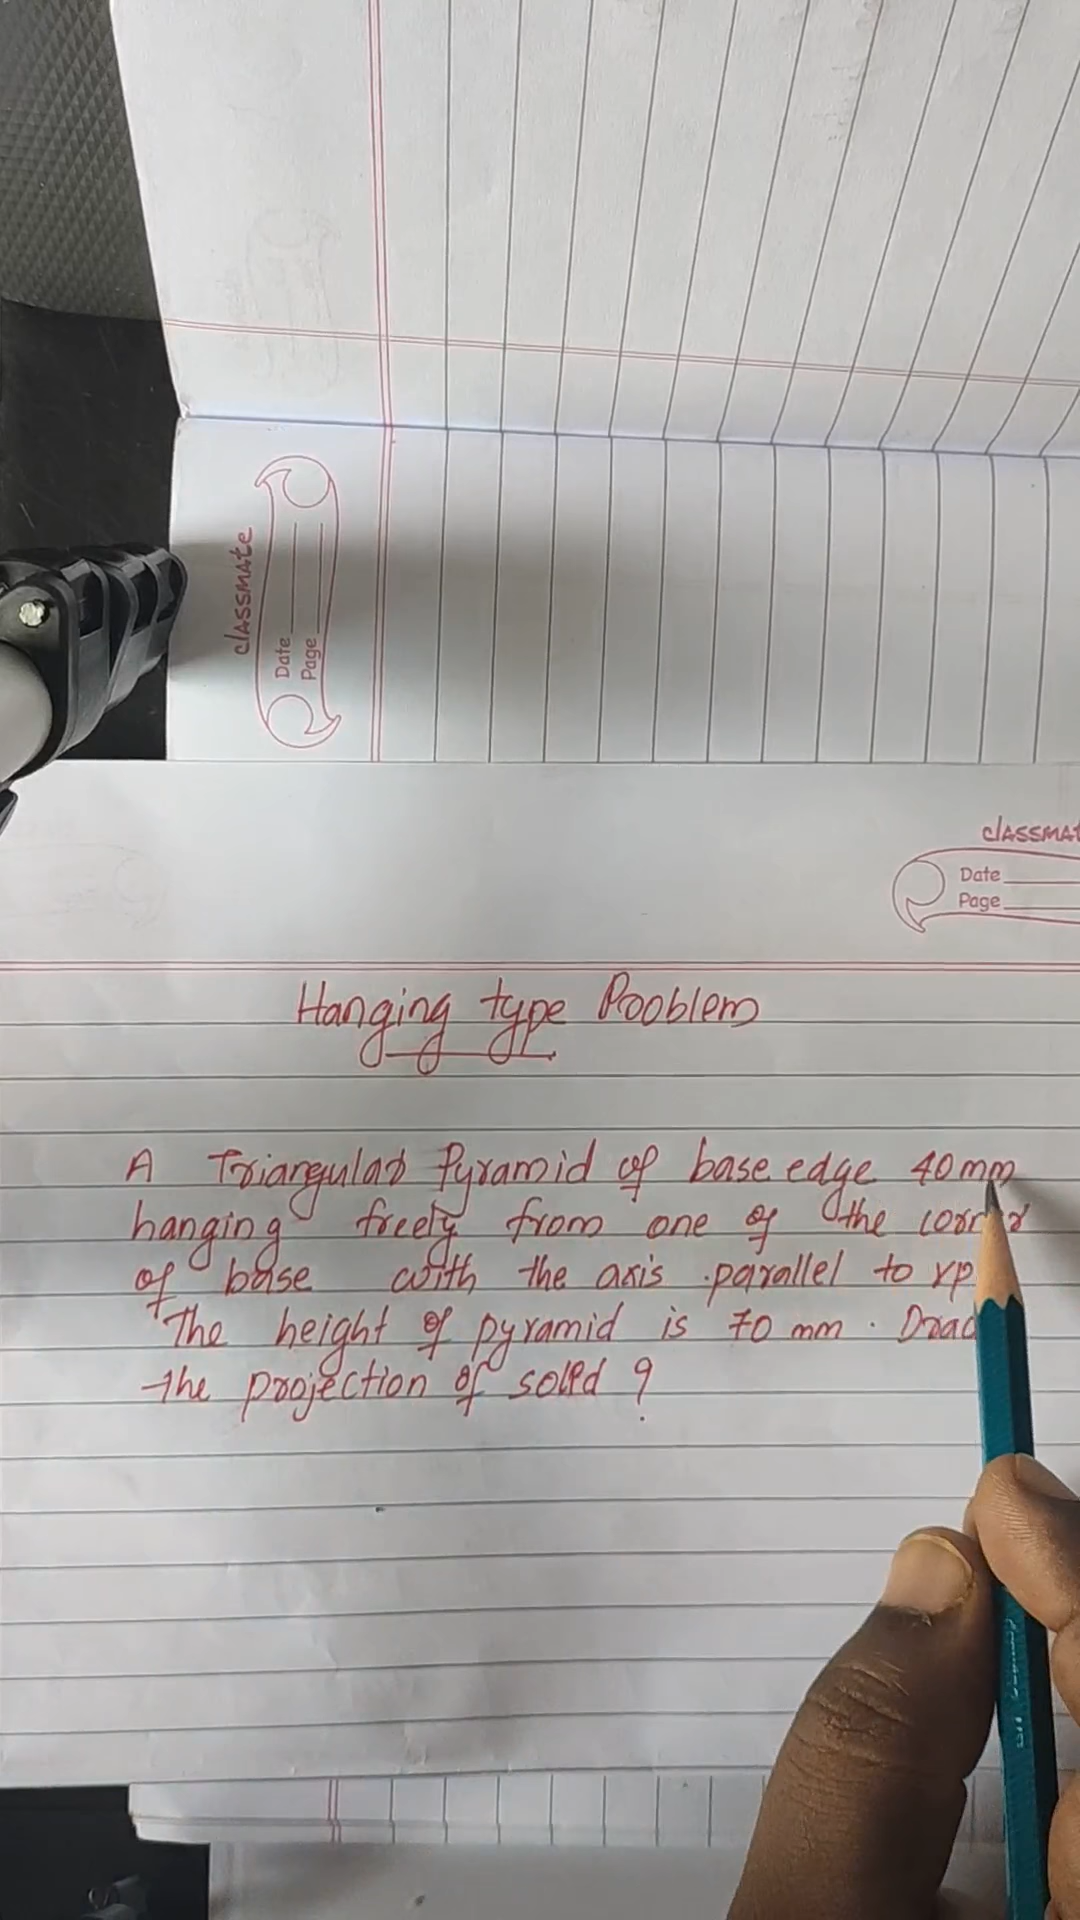 classmate
Date
Page
classmat
Date
Page
Hanging type Problem
A Triangular Pyramid of base edge 40mm
hanging freely from one of the corner
of base with the axis parallel to vp
The height of pyramid is 70 mm. Draw
the projection of solid ?